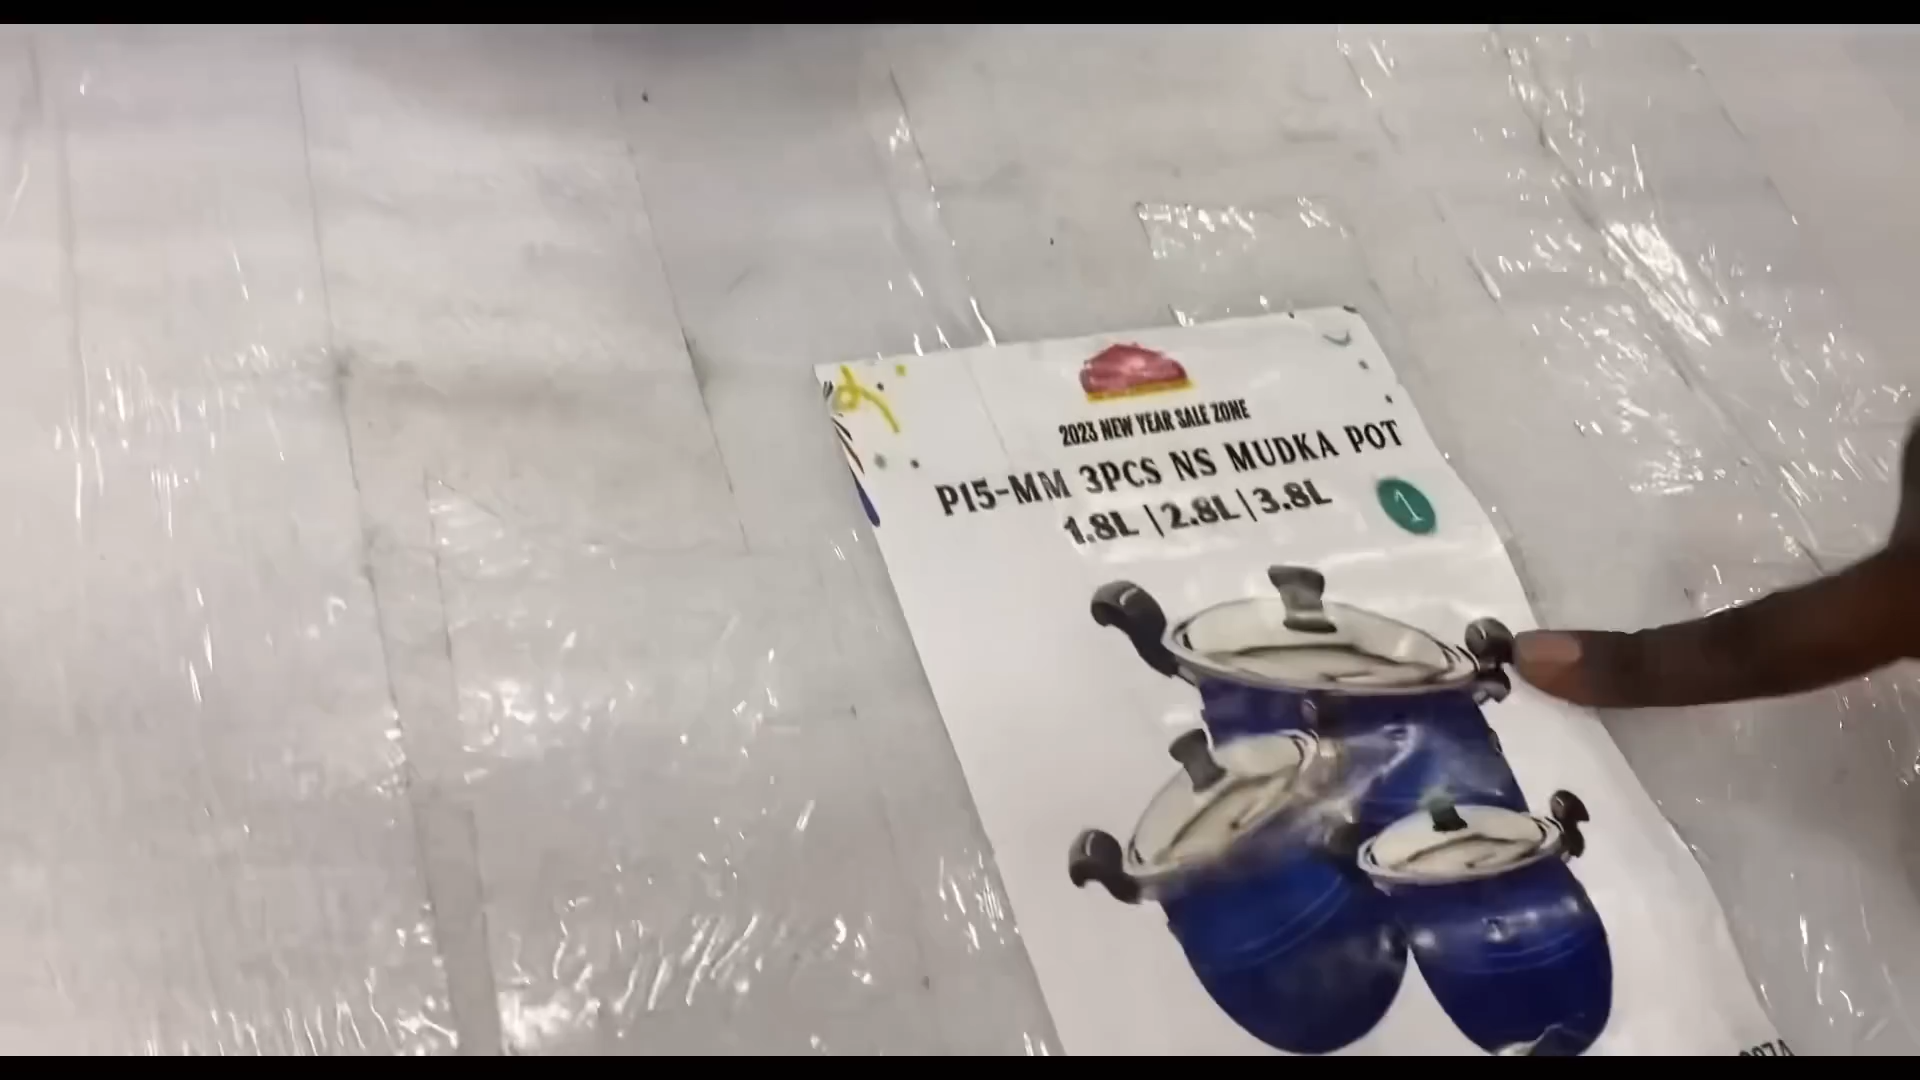 2023 NEW YEAR SALE ZONE
P15-MM 3PCS NS MUDKA POT
1.8L | 2.8L | 3.8L
1